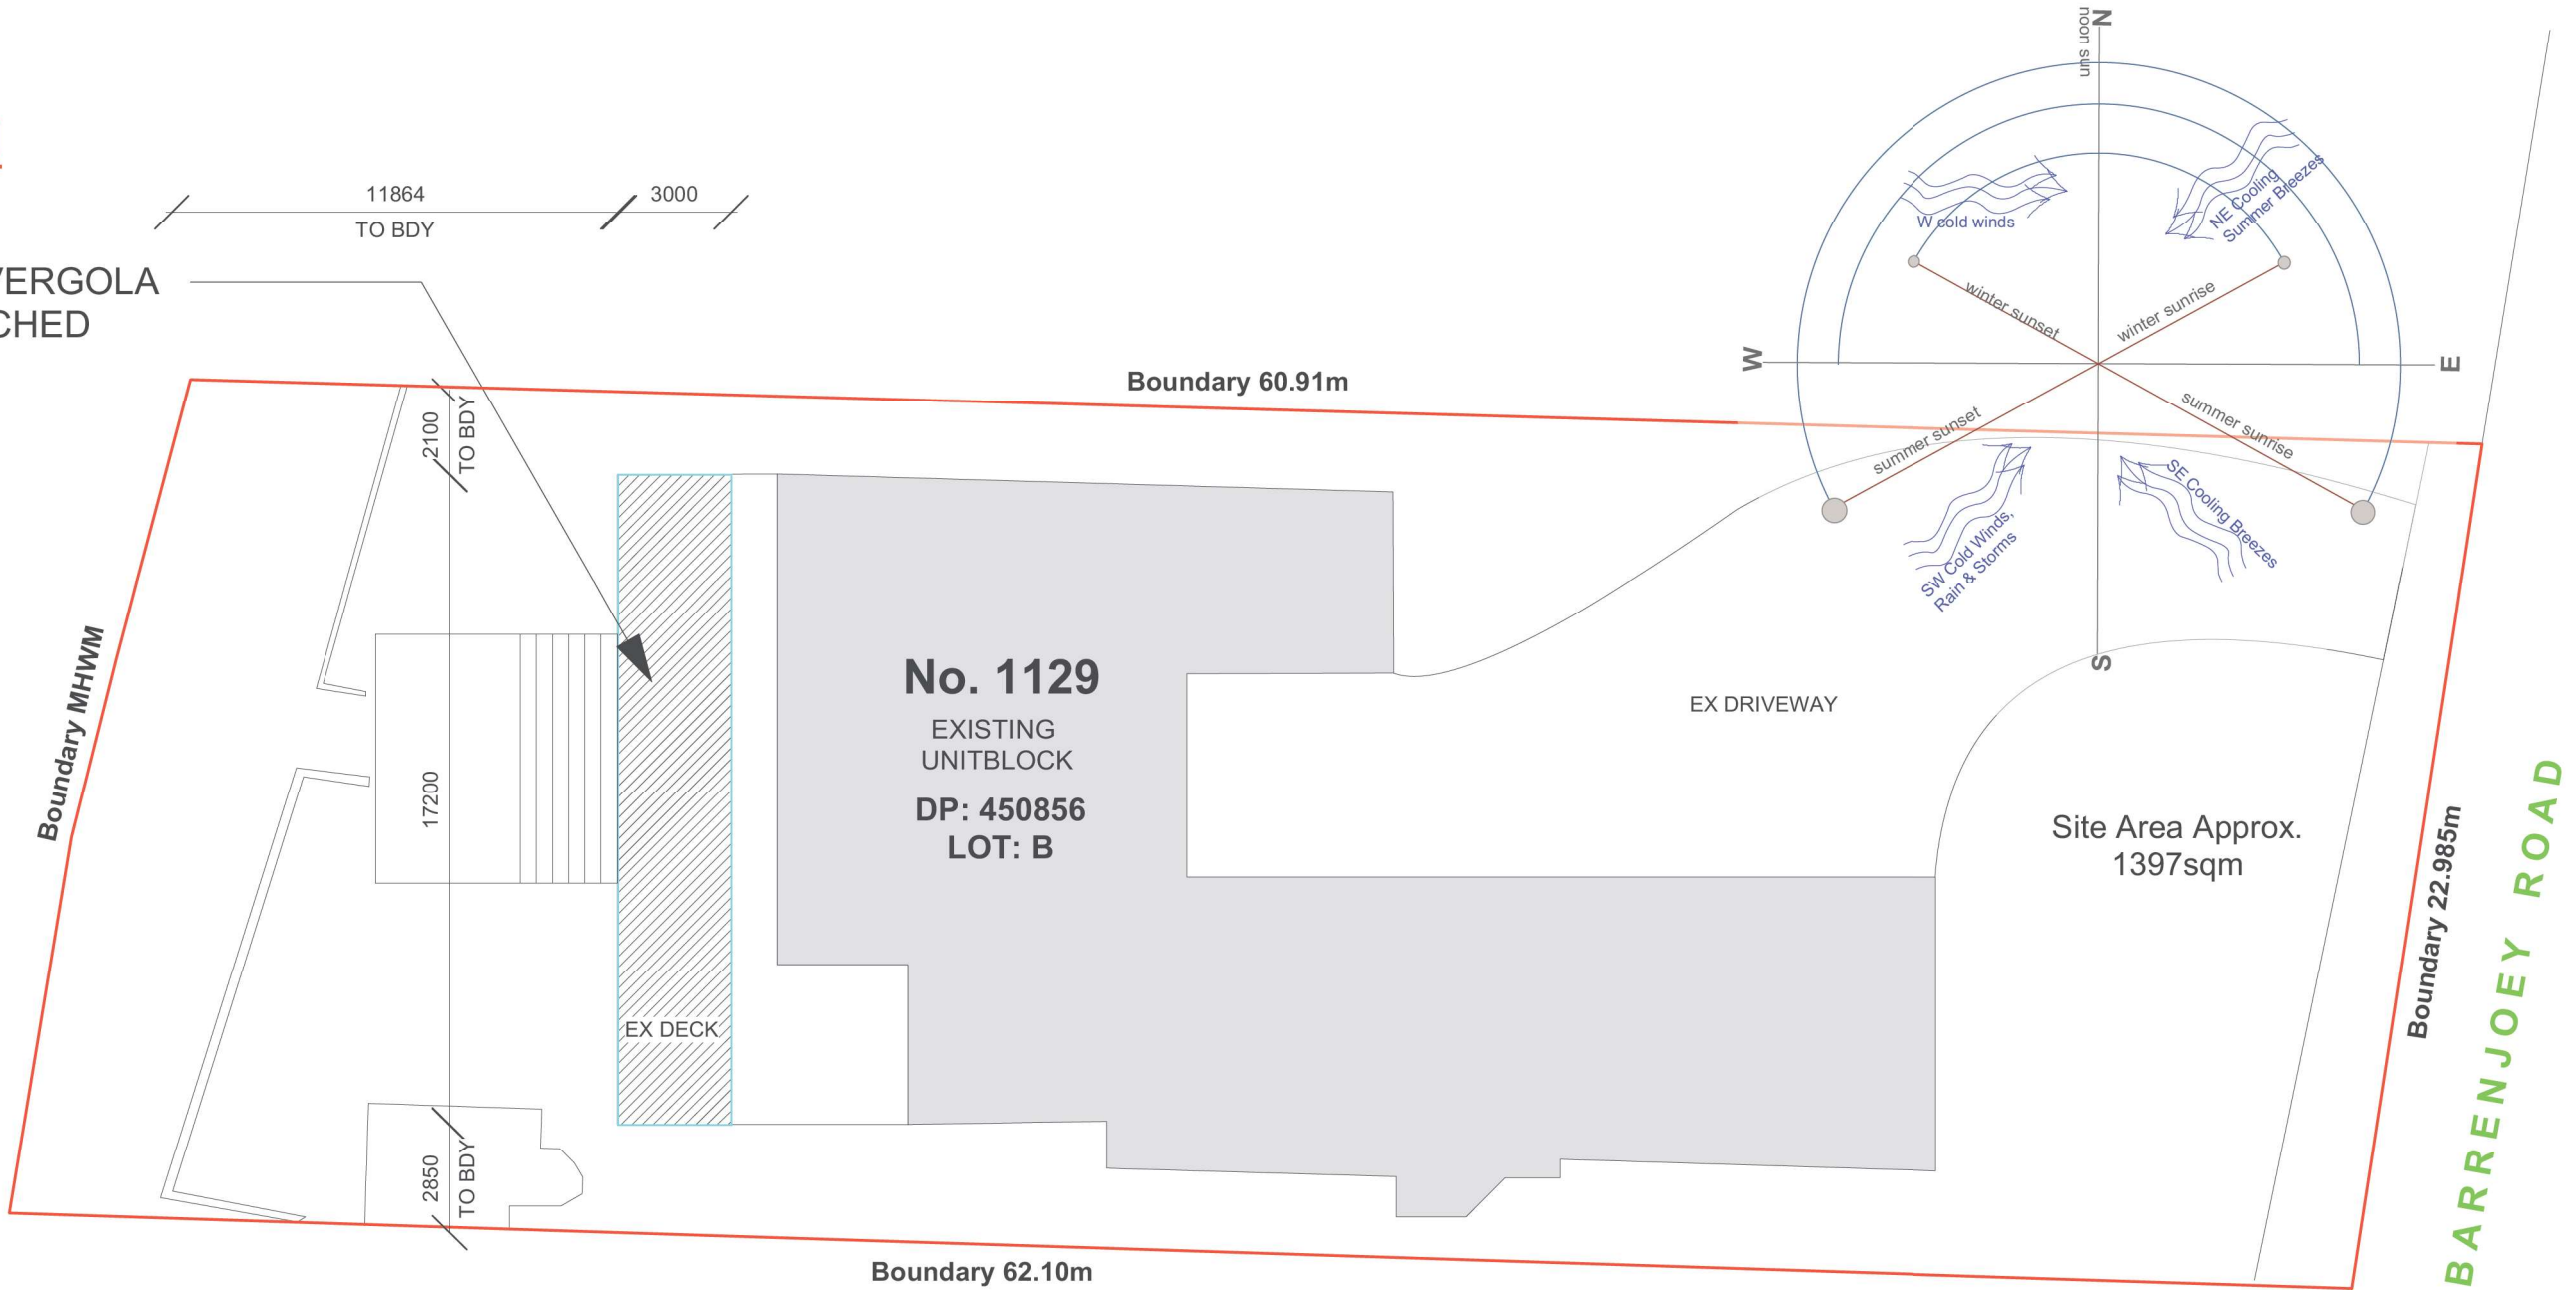 N
noon sun
11864
TO BDY
3000
VERGOLA
W cold winds
NE Cooling
Summer Breezes
winter sunset
winter sunrise
W
E
Boundary 60.91m
summer sunset
summer sunrise
2100
TO BDY
SW Cold Winds,
Rain & Storms
SE Cooling Breezes
S
Boundary MHWM
No. 1129
EXISTING
UNITBLOCK
DP: 450856
LOT: B
EX DRIVEWAY
17200
Site Area Approx.
1397sqm
Boundary 22.985m
BARRENJOEY ROAD
EX DECK
2850
TO BDY
Boundary 62.10m